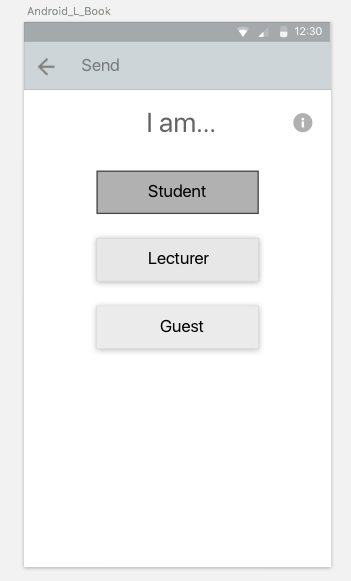 Android_L_Book
12:30
Send
I am...
Student
Lecturer
Guest